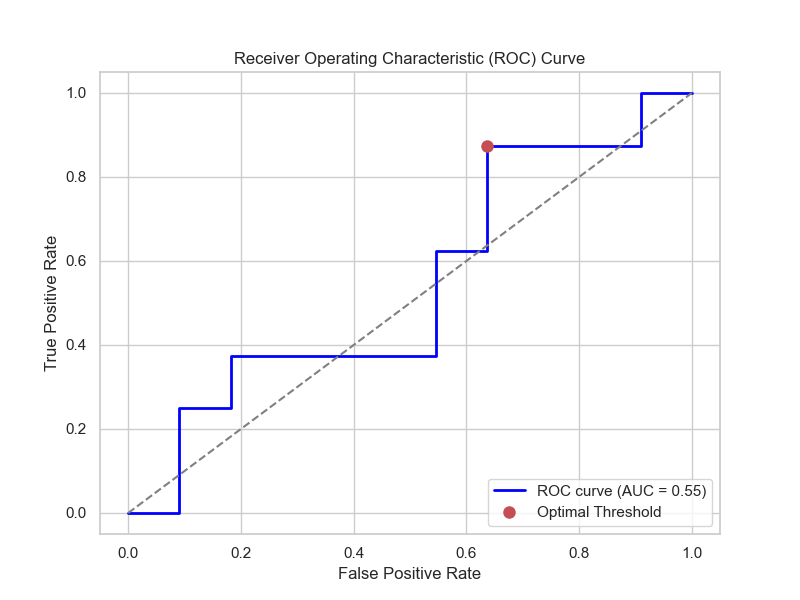 Receiver Operating Characteristic (ROC) Curve
1.0
0.8
0.6
0.4
0.2
0.0
True Positive Rate
0.0 0.2 0.4 0.6 0.8 1.0
False Positive Rate
ROC curve (AUC = 0.55)
Optimal Threshold